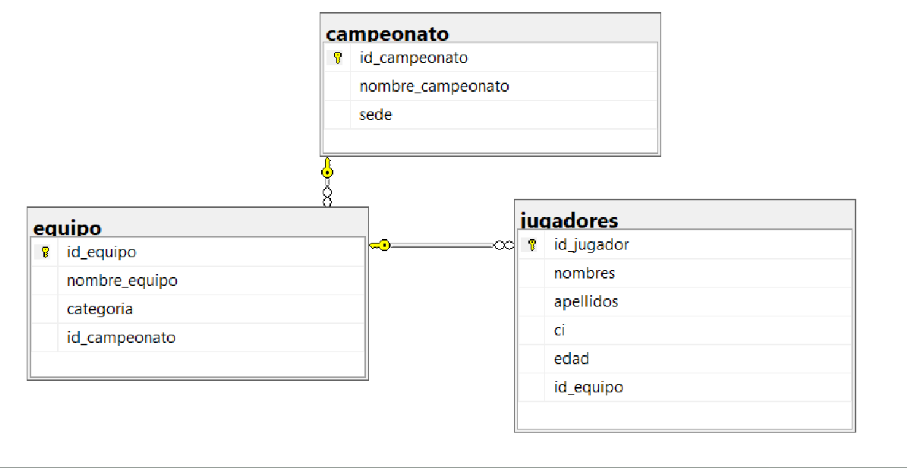 campeonato
id_campeonato
nombre_campeonato
sede
equipo
id_equipo
nombre_equipo
categoria
id_campeonato
jugadores
id_jugador
nombres
apellidos
ci
edad
id_equipo